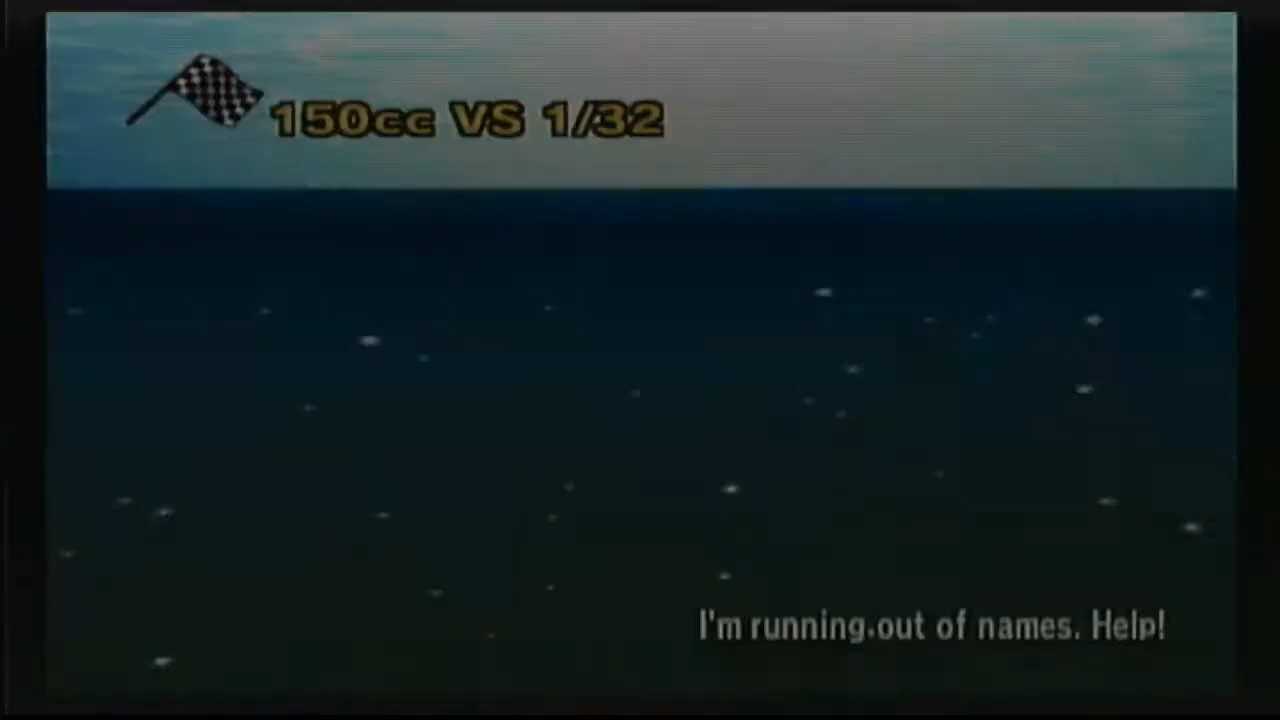 150cc VS 1/32
I'm running out of names. Help!